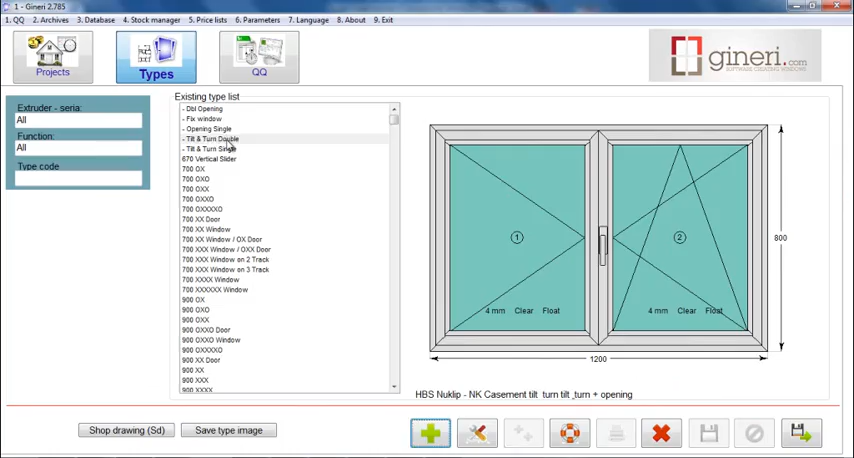 1 - Gineri 2.785
1. QQ 2. Archives 3. Database 4. Stock manager 5. Price lists 6. Parameters 7. Language 8. About 9. Exit
Projects
Types
QQ
gineri.com
SOFTWARE CREATING WINDOWS
Extruder - seria:
All
Function:
All
Type code
Existing type list
- Dbl Opening
- Fix window
- Opening Single
- Tilt & Turn Double
- Tilt & Turn Single
670 Vertical Slider
700 OX
700 OXO
700 OXX
700 OXXO
700 OXXXXO
700 XX Door
700 XX Window
700 XX Window / OX Door
700 XXX Window / OXX Door
700 XXX Window on 2 Track
700 XXX Window on 3 Track
700 XXXX Window
700 XXXXXX Window
900 OX
900 OXO
900 OXX
900 OXXO Door
900 OXXO Window
900 OXXXXO
900 XX Door
900 XX
900 XXX
900 XXXX
1
2
4 mm Clear Float
4 mm Clear Float
800
1200
HBS Nuklip - NK Casement tilt turn tilt ,turn + opening
Shop drawing (Sd)
Save type image